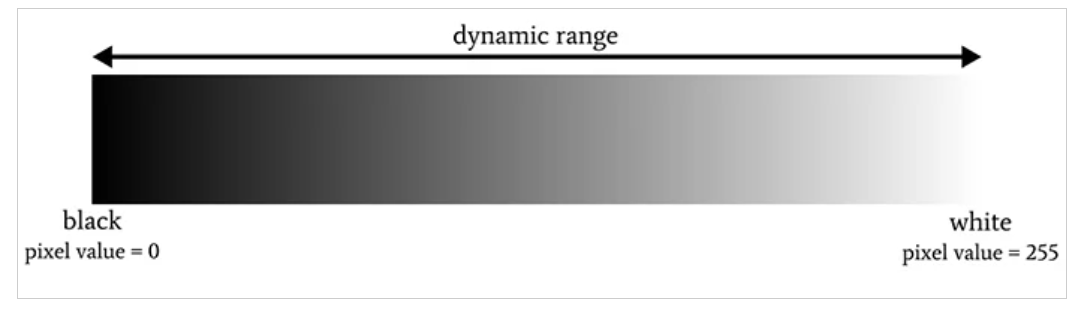 dynamic range
black
pixel value = 0
white
pixel value = 255